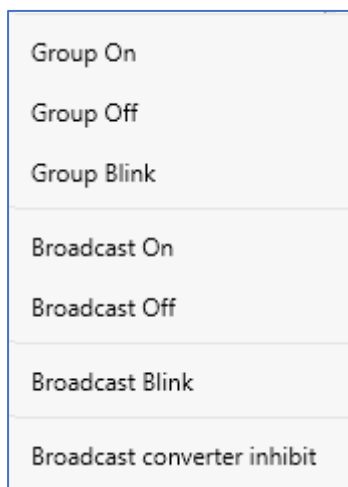 Group On
Group Off
Group Blink
Broadcast On
Broadcast Off
Broadcast Blink
Broadcast converter inhibit